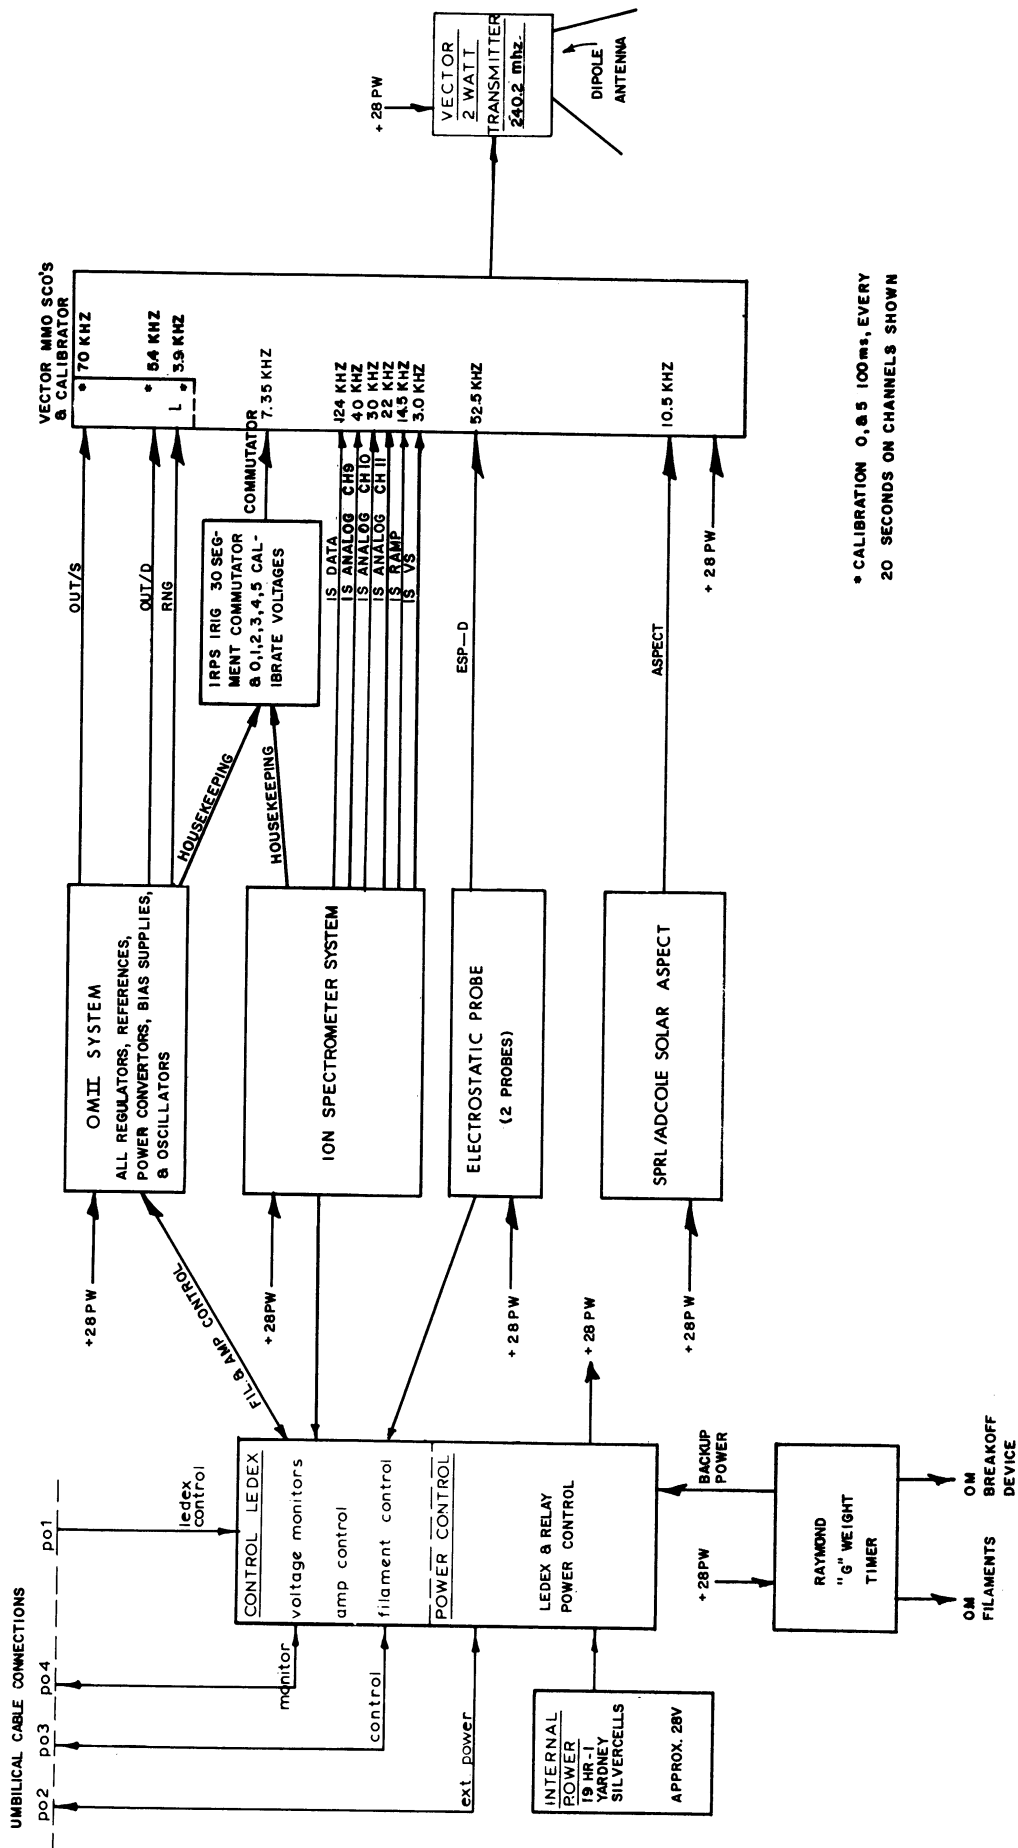 UMBILICAL CABLE CONNECTIONS
po2
po3
po4
po1
ext. power
control
monitor
ledex
control
INTERNAL
POWER
19 HR-1
YARDNEY
SILVERCELLS
APPROX. 28V
CONTROL LEDEX
voltage monitors
amp control
filament control
POWER CONTROL
LEDEX & RELAY
POWER CONTROL
+28PW
BACKUP
POWER
RAYMOND
"G" WEIGHT
TIMER
OM
FILAMENTS
OM
BREAKOFF
DEVICE
+28 PW
FIL. & AMP CONTROL
+28PW
+28PW
+28PW
+28PW
OMII SYSTEM
ALL REGULATORS, REFERENCES,
POWER CONVERTORS, BIAS SUPPLIES,
& OSCILLATORS
ION SPECTROMETER SYSTEM
ELECTROSTATIC PROBE
(2 PROBES)
SPRL/ADCOLE SOLAR ASPECT
HOUSEKEEPING
HOUSEKEEPING
IRPS IRIG 30 SEG-
MENT COMMUTATOR
& 0,1,2,3,4,5 CAL-
IBRATE VOLTAGES
OUT/S
OUT/D
RNG
COMMUTATOR
IS DATA
IS ANALOG CH9
IS ANALOG CH10
IS ANALOG CH11
IS RAMP
IS VS
ESP-D
ASPECT
+28 PW
VECTOR MMO SCO'S
& CALIBRATOR
* 70 KHZ
* 5.4 KHZ
L * 3.9 KHZ
7.35 KHZ
124 KHZ
40 KHZ
30 KHZ
22 KHZ
14.5 KHZ
3.0 KHZ
52.5 KHZ
10.5 KHZ
+28 PW
VECTOR
2 WATT
TRANSMITTER
240.2 mhz.
DIPOLE
ANTENNA
* CALIBRATION 0,&5 100ms, EVERY
20 SECONDS ON CHANNELS SHOWN